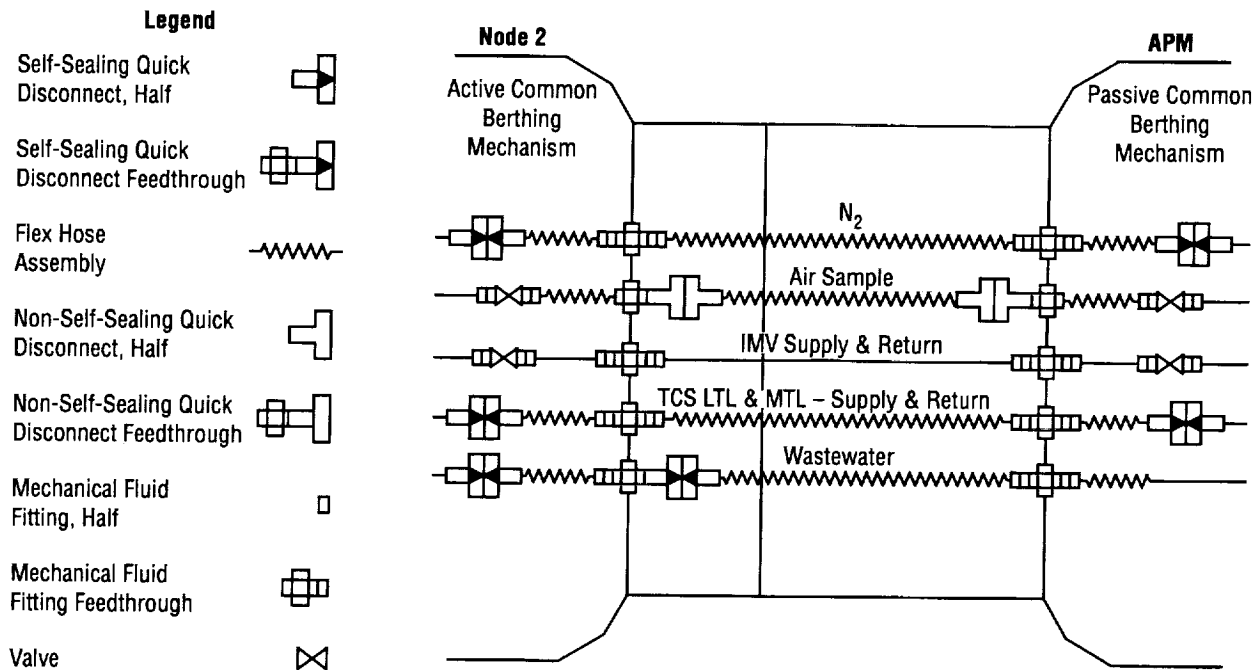 Legend
Self-Sealing Quick
Disconnect, Half
Self-Sealing Quick
Disconnect Feedthrough
Flex Hose
Assembly
Non-Self-Sealing Quick
Disconnect, Half
Non-Self-Sealing Quick
Disconnect Feedthrough
Mechanical Fluid
Fitting, Half
Mechanical Fluid
Fitting Feedthrough
Valve
Node 2
Active Common
Berthing
Mechanism
APM
Passive Common
Berthing
Mechanism
N2
Air Sample
IMV Supply & Return
TCS LTL & MTL – Supply & Return
Wastewater